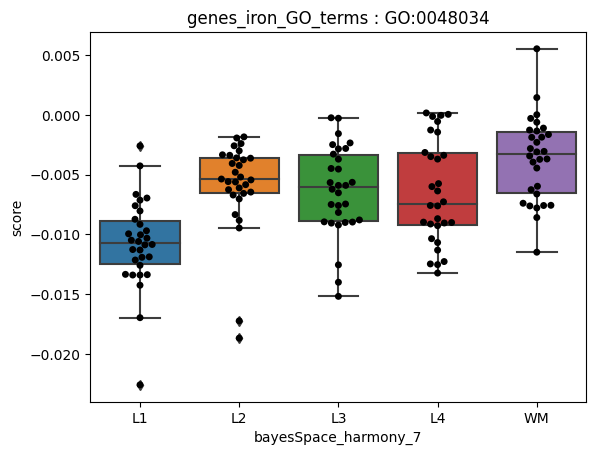 genes_iron_GO_terms : GO:0048034
score
0.005
0.000
−0.005
−0.010
−0.015
−0.020
L1 L2 L3 L4 WM
bayesSpace_harmony_7